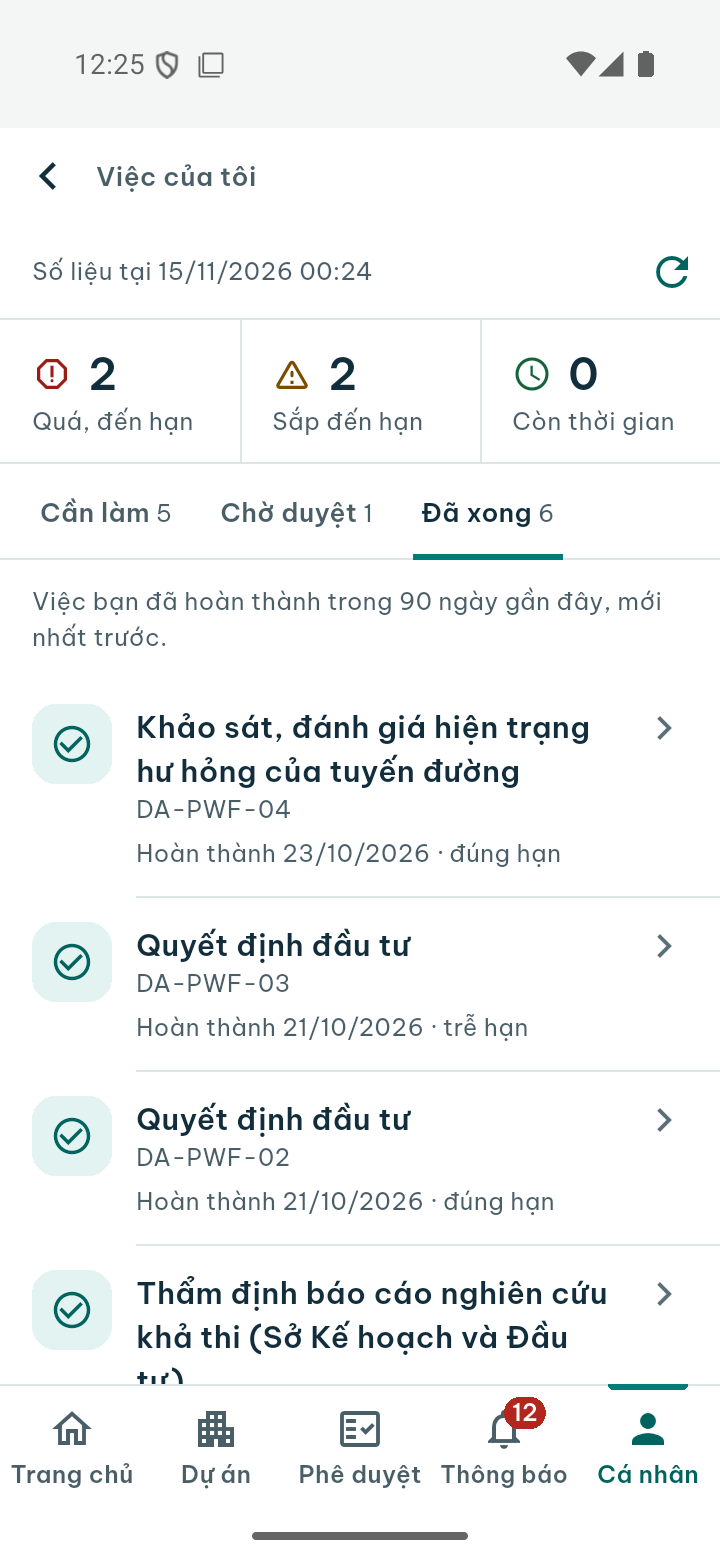 12:25
Việc của tôi
Số liệu tại 15/11/2026 00:24
2
Quá, đến hạn
2
Sắp đến hạn
0
Còn thời gian
Cần làm 5
Chờ duyệt 1
Đã xong 6
Việc bạn đã hoàn thành trong 90 ngày gần đây, mới
nhất trước.
Khảo sát, đánh giá hiện trạng
hư hỏng của tuyến đường
DA-PWF-04
Hoàn thành 23/10/2026 · đúng hạn
Quyết định đầu tư
DA-PWF-03
Hoàn thành 21/10/2026 · trễ hạn
Quyết định đầu tư
DA-PWF-02
Hoàn thành 21/10/2026 · đúng hạn
Thẩm định báo cáo nghiên cứu
khả thi (Sở Kế hoạch và Đầu
tư)
12
Trang chủ
Dự án
Phê duyệt
Thông báo
Cá nhân